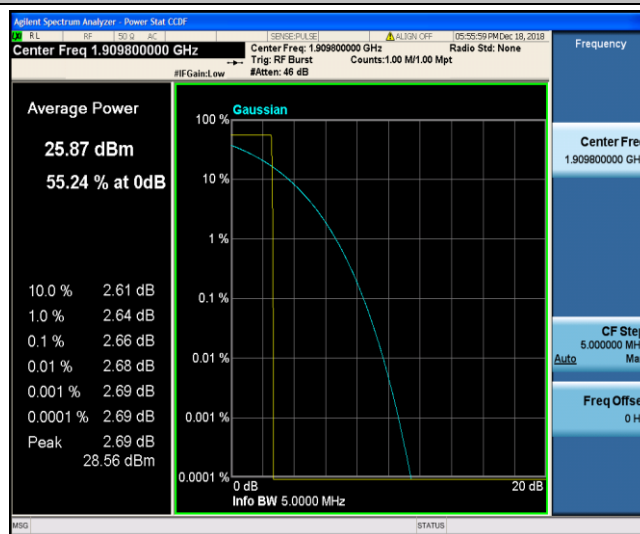 Agilent Spectrum Analyzer - Power Stat CCDF
RL RF 50 Ω AC SENSE:PULSE ALIGN OFF 05:55:59 PM Dec 18, 2018
Center Freq 1.909800000 GHz
Center Freq: 1.909800000 GHz Radio Std: None
Trig: RF Burst Counts:1.00 M/1.00 Mpt
#IFGain:Low #Atten: 46 dB
Frequency
Average Power
25.87 dBm
55.24 % at 0dB
10.0 % 2.61 dB
1.0 % 2.64 dB
0.1 % 2.66 dB
0.01 % 2.68 dB
0.001 % 2.69 dB
0.0001 % 2.69 dB
Peak 2.69 dB
28.56 dBm
Gaussian
100 %
10 %
1 %
0.1 %
0.01 %
0.001 %
0.0001 %
0 dB 20 dB
Info BW 5.0000 MHz
Center Fre
1.909800000 GH
CF Step
5.000000 MH
Auto Ma
Freq Offse
0 H
MSG STATUS